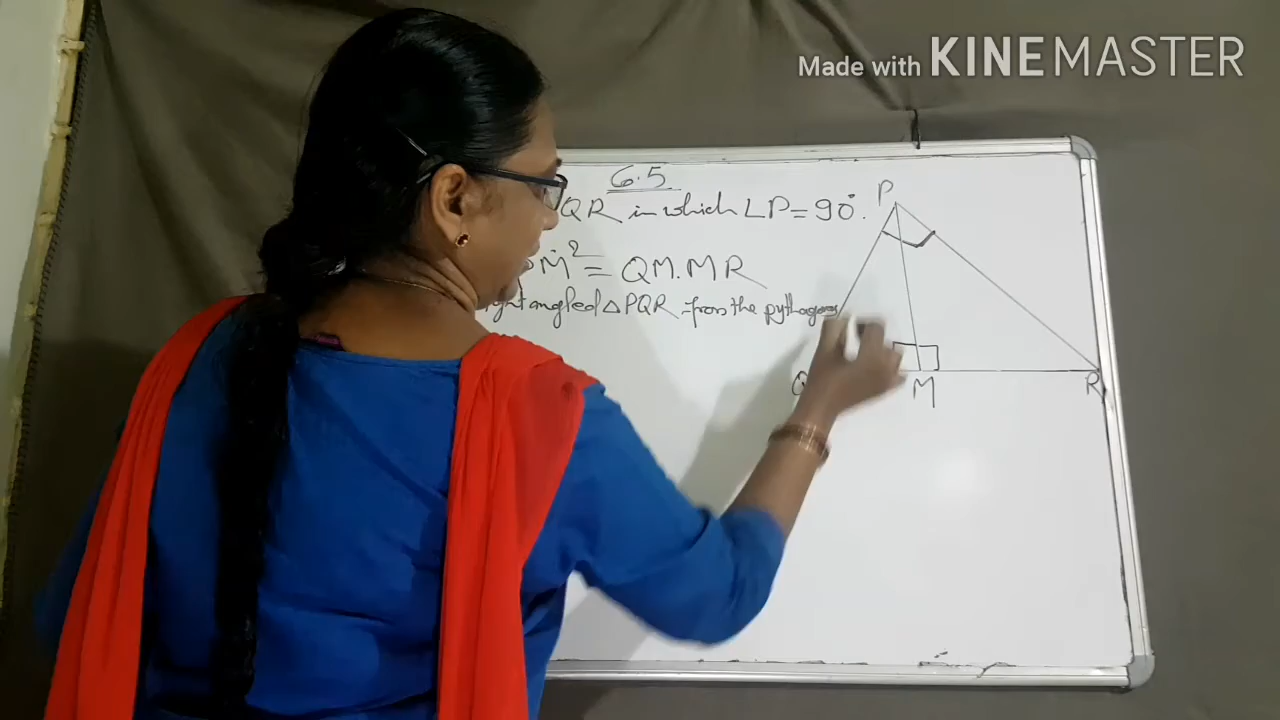 Made with KINEMASTER
6.5
QR in which ∠P = 90°.
M² = QM.MR
right angled △ PQR from the pythagoras
P
Q
M
R